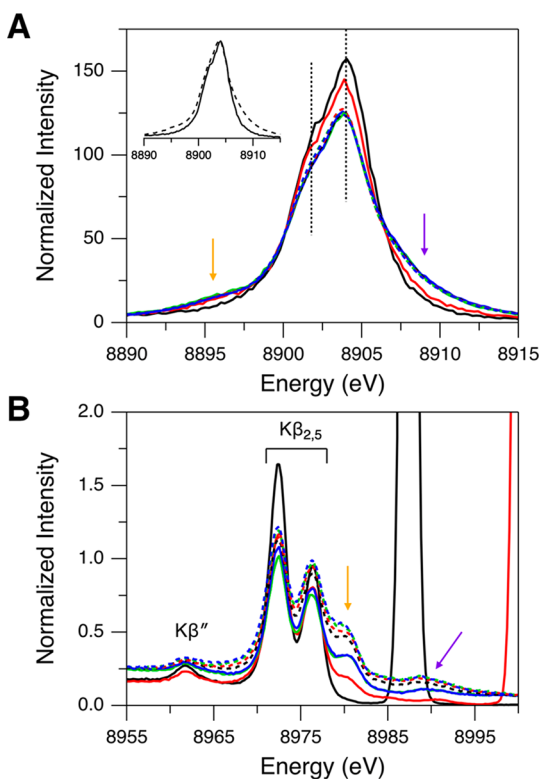 A
Normalized Intensity
150
100
50
0
8890 8900 8910
8890 8895 8900 8905 8910 8915
Energy (eV)
B
Normalized Intensity
2.0
1.5
1.0
0.5
0.0
Kβ2,5
Kβ″
8955 8965 8975 8985 8995
Energy (eV)